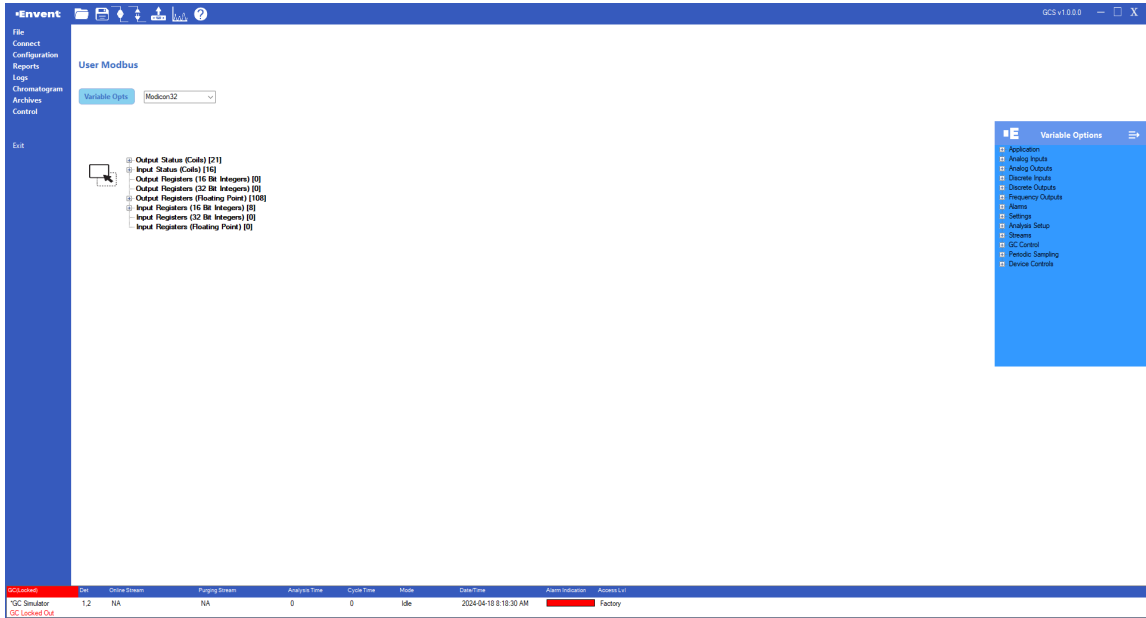 Envent
GCS v1.0.0.0
X
File
Connect
Configuration
Reports
Logs
Chromatogram
Archives
Control
Exit
User Modbus
Variable Opts
Modicon32
Output Status (Coils) [21]
Input Status (Coils) [16]
Output Registers (16 Bit Integers) [0]
Output Registers (32 Bit Integers) [0]
Output Registers (Floating Point) [108]
Input Registers (16 Bit Integers) [8]
Input Registers (32 Bit Integers) [0]
Input Registers (Floating Point) [0]
E Variable Options
Application
Analog Inputs
Analog Outputs
Discrete Inputs
Discrete Outputs
Frequency Outputs
Alarms
Settings
Analysis Setup
Streams
GC Control
Periodic Sampling
Device Controls
GC(Locked) Det Online Stream Purging Stream Analysis Time Cycle Time Mode Date/Time Alarm Indication Access Lvl
*GC Simulator 1,2 NA NA 0 0 Idle 2024-04-18 8:18:30 AM Factory
GC Locked Out